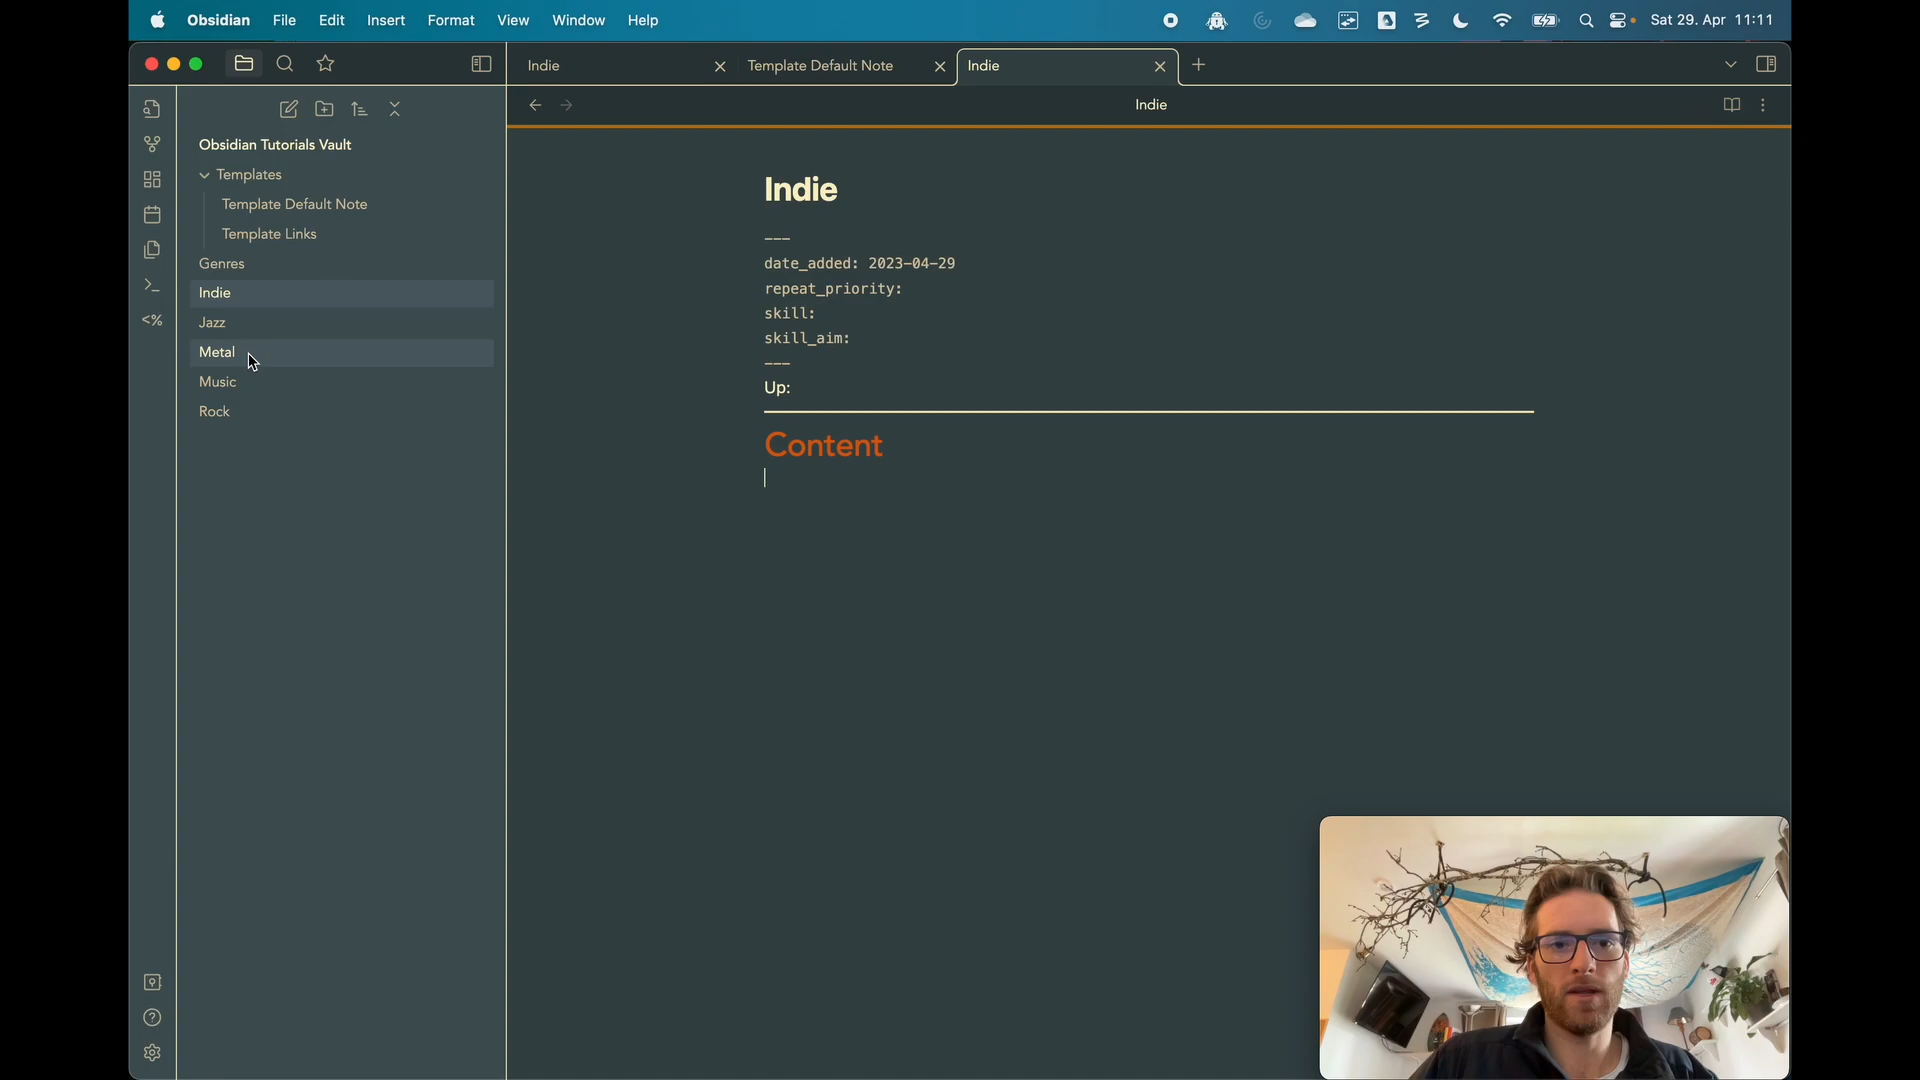 Obsidian File Edit Insert Format View Window Help Sat 29. Apr 11:11
Indie Template Default Note Indie
Indie
Obsidian Tutorials Vault
Templates
Template Default Note
Template Links
Genres
Indie
Jazz
Metal
Music
Rock
<%
Indie
---
date_added: 2023-04-29
repeat_priority:
skill:
skill_aim:
---
Up:
Content